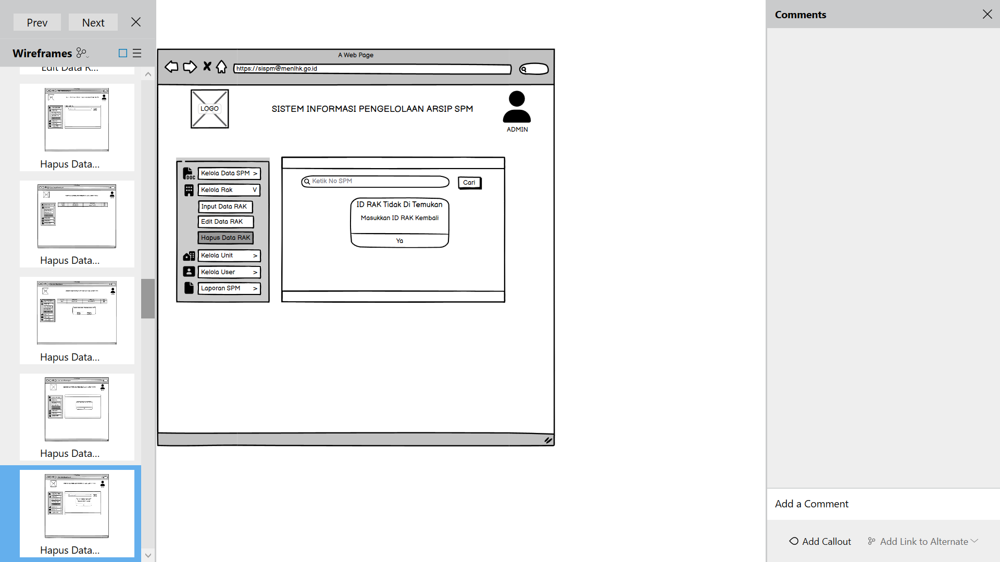 Prev
Next
Wireframes
Edit Data R...
Hapus Data...
Hapus Data...
Hapus Data...
Hapus Data...
Hapus Data...
A Web Page
https://sispm@menlhk.go.id
LOGO
SISTEM INFORMASI PENGELOLAAN ARSIP SPM
ADMIN
DOC
Kelola Data SPM >
Kelola Rak V
Input Data RAK
Edit Data RAK
Hapus Data RAK
Kelola Unit >
Kelola User >
Laporan SPM >
Ketik No SPM
Cari
ID RAK Tidak Di Temukan
Masukkan ID RAK Kembali
Ya
Comments
Add a Comment
Add Callout
Add Link to Alternate